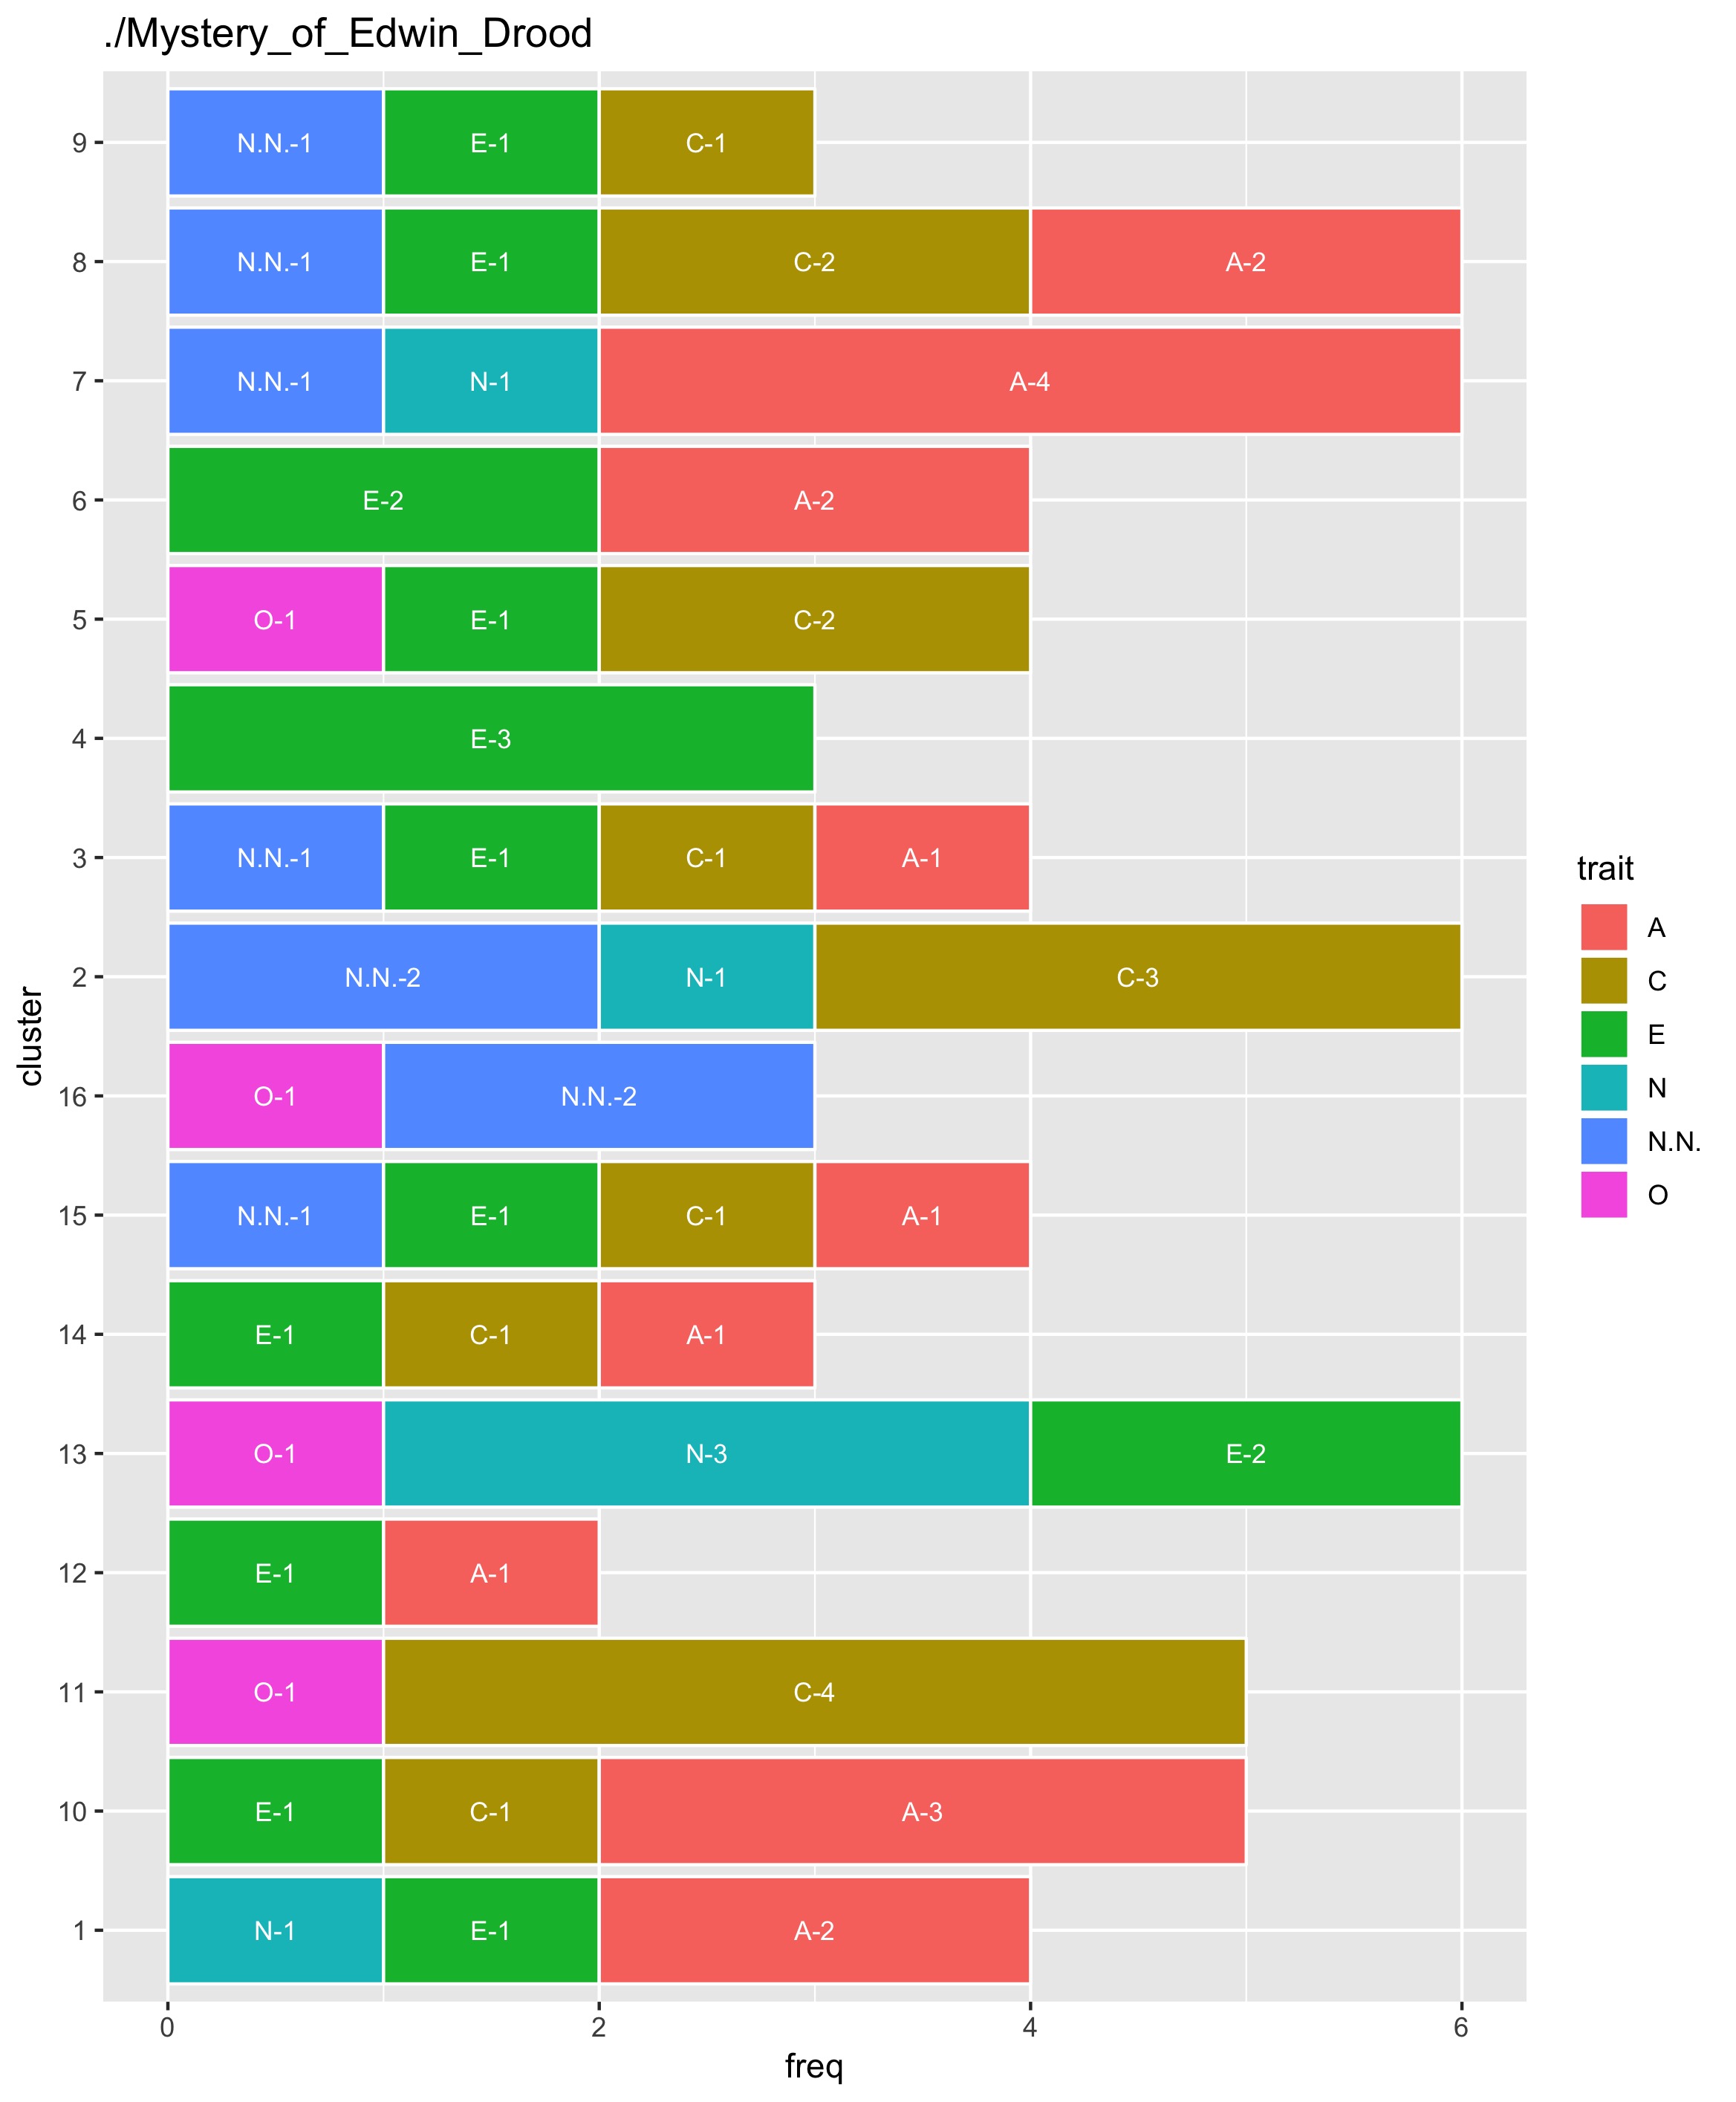 ./Mystery_of_Edwin_Drood
9 N.N.-1 E-1 C-1
8 N.N.-1 E-1 C-2 A-2
7 N.N.-1 N-1 A-4
6 E-2 A-2
5 O-1 E-1 C-2
4 E-3
3 N.N.-1 E-1 C-1 A-1
2 N.N.-2 N-1 C-3
16 O-1 N.N.-2
15 N.N.-1 E-1 C-1 A-1
14 E-1 C-1 A-1
13 O-1 N-3 E-2
12 E-1 A-1
11 O-1 C-4
10 E-1 C-1 A-3
1 N-1 E-1 A-2
0 2 4 6
freq
cluster
trait
A
C
E
N
N.N.
O